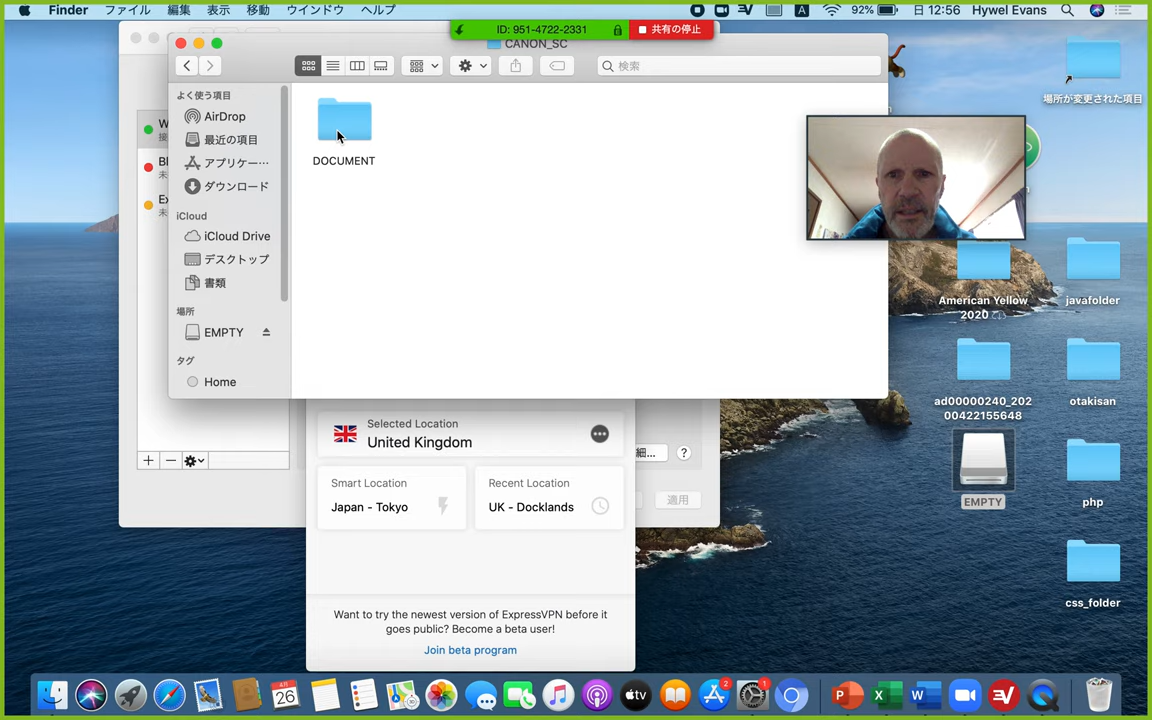 Finder ファイル 編集 表示 移動 ウインドウ ヘルプ
A 92% 日 12:56 Hywel Evans
ID: 951-4722-2331 共有の停止
CANON_SC
検索
よく使う項目
AirDrop
最近の項目
アプリケー…
ダウンロード
iCloud
iCloud Drive
デスクトップ
書類
場所
EMPTY
タグ
Home
DOCUMENT
場所が変更された項目
American Yellow
2020
javafolder
ad00000240_202
00422155648
otakisan
EMPTY
php
css_folder
細...
?
適用
Selected Location
United Kingdom
Smart Location
Japan - Tokyo
Recent Location
UK - Docklands
Want to try the newest version of ExpressVPN before it
goes public? Become a beta user!
Join beta program
4月
26
2
1
tv
P X W